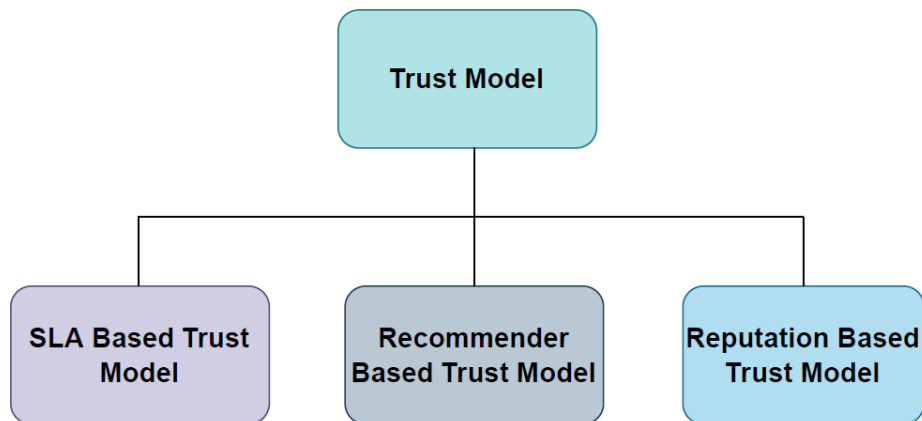 Trust Model
SLA Based Trust
Model
Recommender
Based Trust Model
Reputation Based
Trust Model